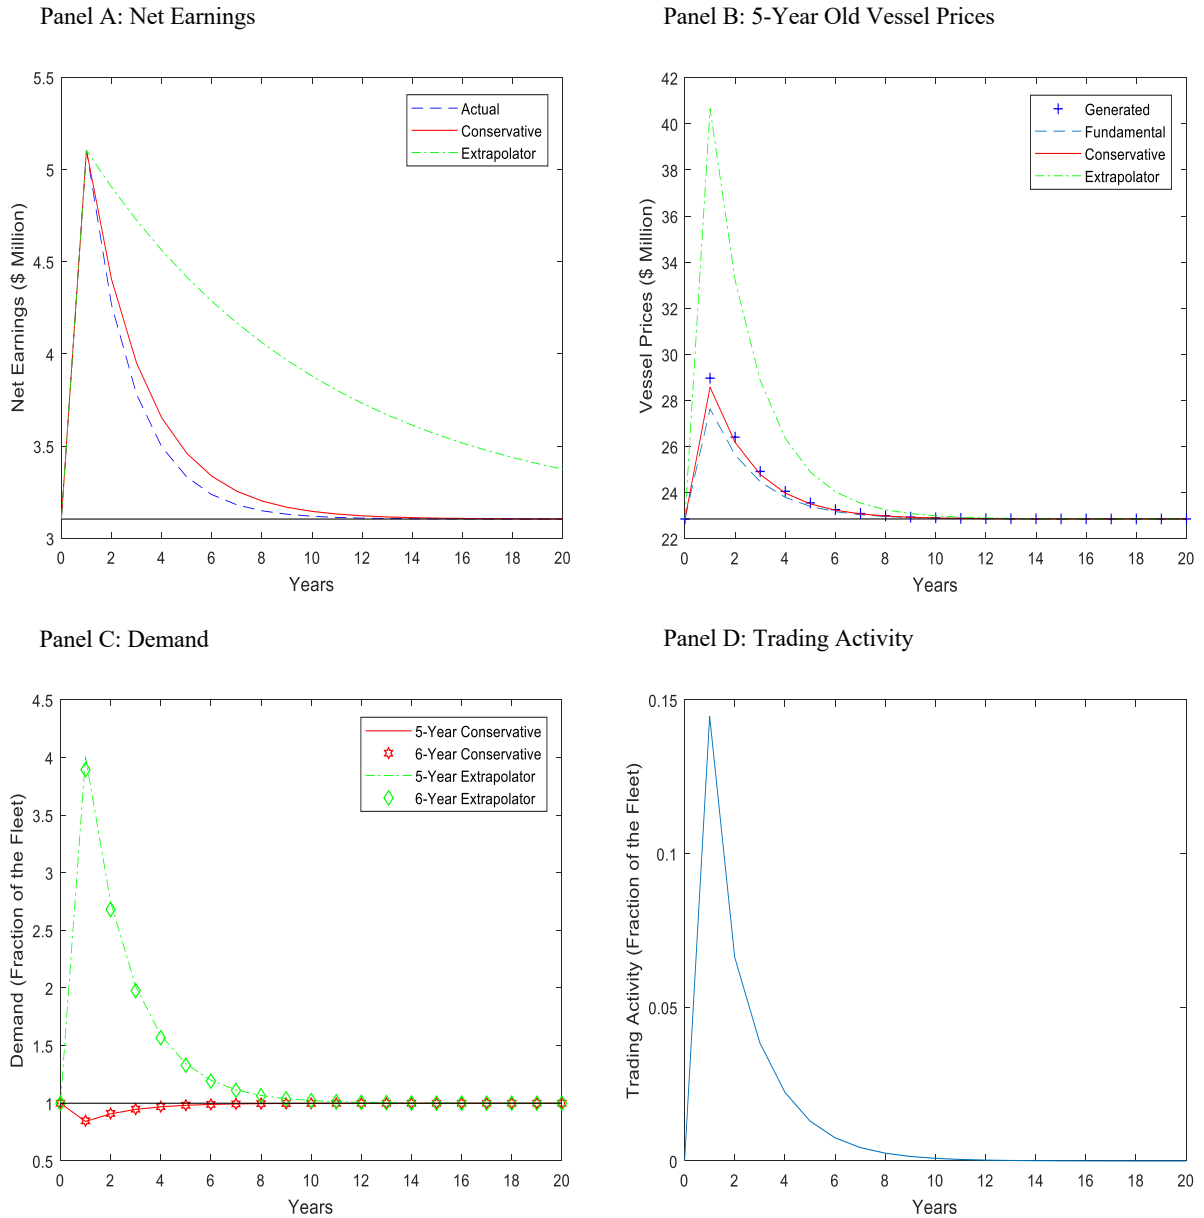 Panel A: Net Earnings
5.5
5
4.5
4
3.5
3
0 2 4 6 8 10 12 14 16 18 20
Years
Net Earnings ($ Million)
Actual
Conservative
Extrapolator
Panel B: 5-Year Old Vessel Prices
42
40
38
36
34
32
30
28
26
24
22
0 2 4 6 8 10 12 14 16 18 20
Years
Vessel Prices ($ Million)
Generated
Fundamental
Conservative
Extrapolator
Panel C: Demand
4.5
4
3.5
3
2.5
2
1.5
1
0.5
0 2 4 6 8 10 12 14 16 18 20
Years
Demand (Fraction of the Fleet)
5-Year Conservative
6-Year Conservative
5-Year Extrapolator
6-Year Extrapolator
Panel D: Trading Activity
0.15
0.1
0.05
0
0 2 4 6 8 10 12 14 16 18 20
Years
Trading Activity (Fraction of the Fleet)